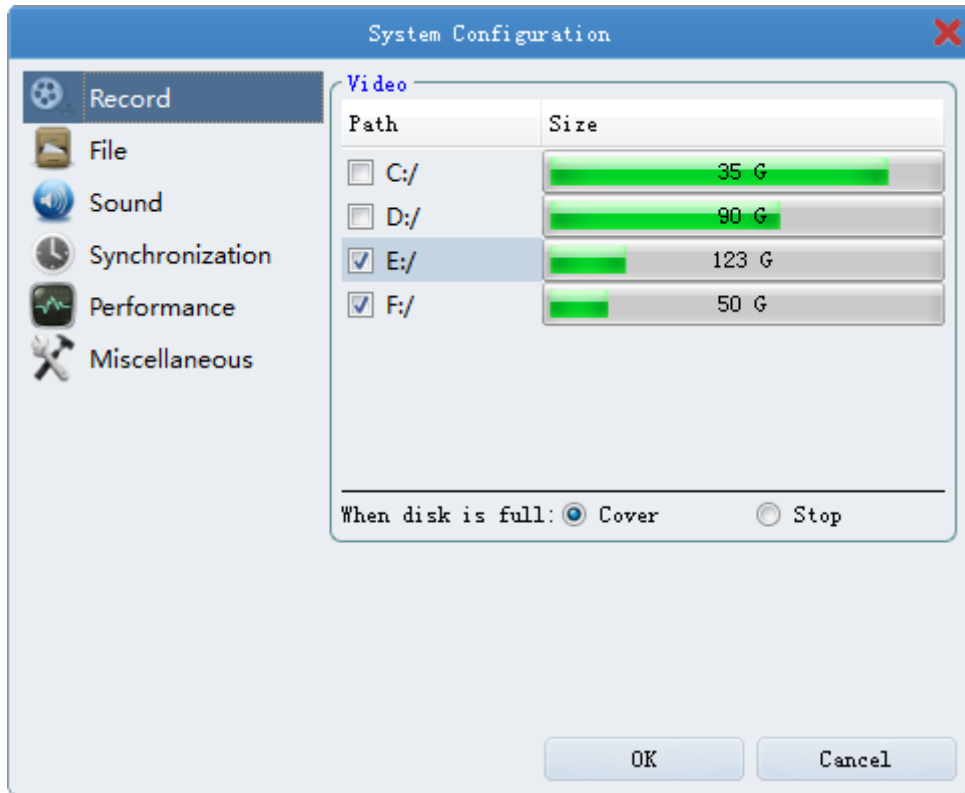 System Configuration
Record
File
Sound
Synchronization
Performance
Miscellaneous
Video
Path Size
C:/ 35 G
D:/ 90 G
E:/ 123 G
F:/ 50 G
When disk is full: Cover Stop
OK Cancel